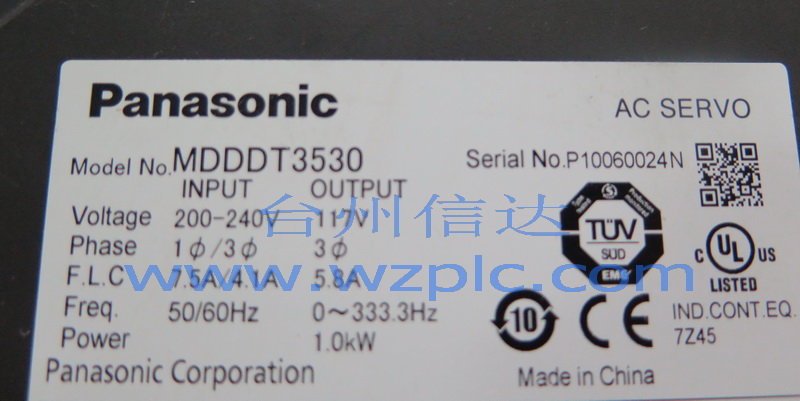 Panasonic
AC SERVO
Model No. MDDDT3530
Serial No. P10060024N
INPUT OUTPUT
Voltage 200-240V 117V
Phase 1ϕ/3ϕ 3ϕ
F.L.C 7.5A/4.1A 5.8A
Freq. 50/60Hz 0~333.3Hz
Power 1.0kW
Panasonic Corporation
TÜV
SÜD
EMC
C UL US
LISTED
10
CE
IND.CONT.EQ.
7Z45
Made in China
台州信达
www.wzplc.com